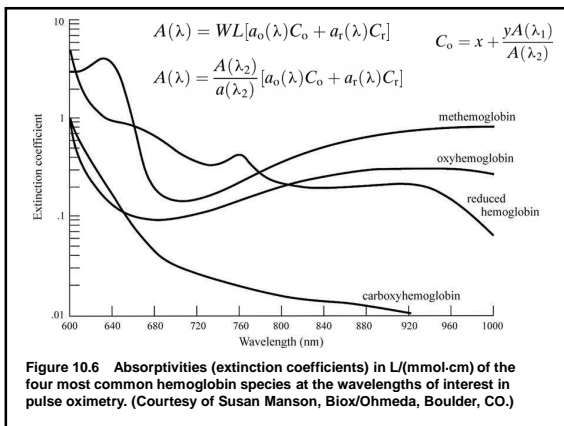 A(λ) = WL[a_o(λ)C_o + a_r(λ)C_r]
C_o = x + yA(λ_1)/A(λ_2)
A(λ) = A(λ_2)/a(λ_2) [a_o(λ)C_o + a_r(λ)C_r]
10
1
.1
.01
Extinction coefficient
methemoglobin
oxyhemoglobin
reduced
hemoglobin
carboxyhemoglobin
600 640 680 720 760 800 840 880 920 960 1000
Wavelength (nm)
Figure 10.6 Absorptivities (extinction coefficients) in L/(mmol·cm) of the
four most common hemoglobin species at the wavelengths of interest in
pulse oximetry. (Courtesy of Susan Manson, Biox/Ohmeda, Boulder, CO.)